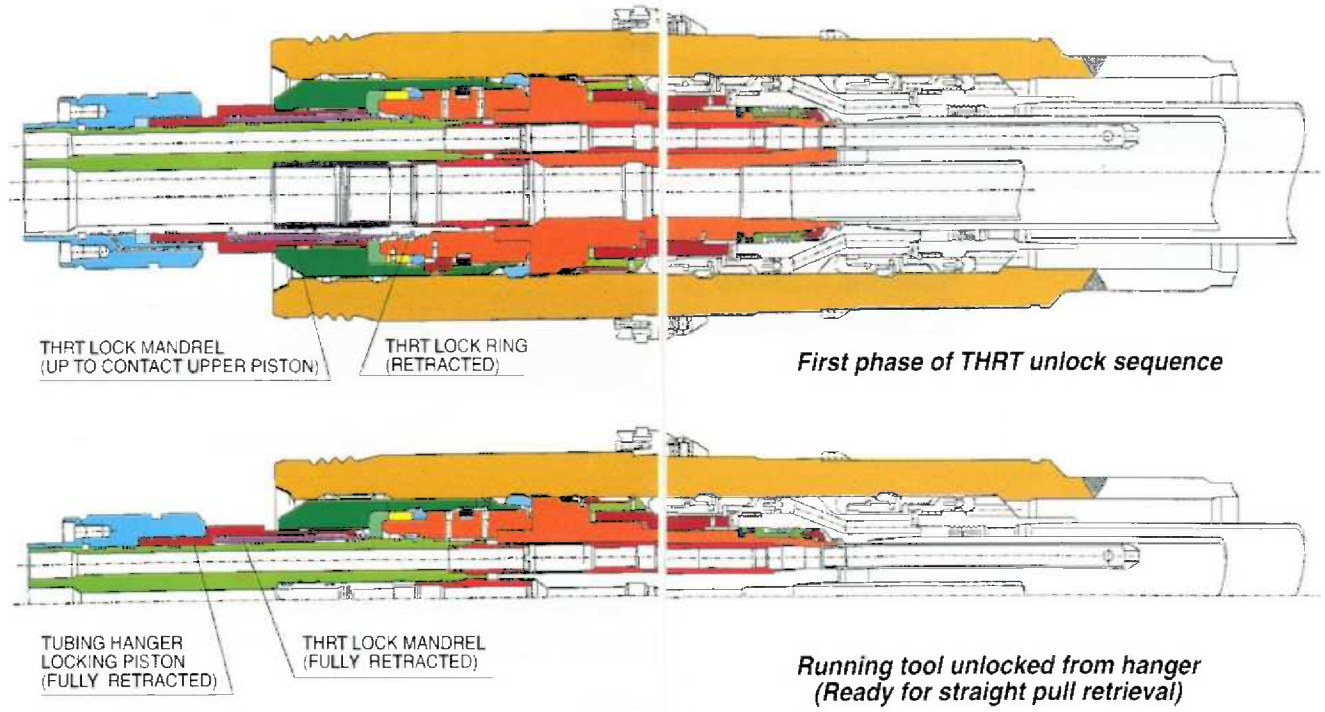 THRT LOCK MANDREL
(UP TO CONTACT UPPER PISTON)
THRT LOCK RING
(RETRACTED)
First phase of THRT unlock sequence
TUBING HANGER
LOCKING PISTON
(FULLY RETRACTED)
THRT LOCK MANDREL
(FULLY RETRACTED)
Running tool unlocked from hanger
(Ready for straight pull retrieval)